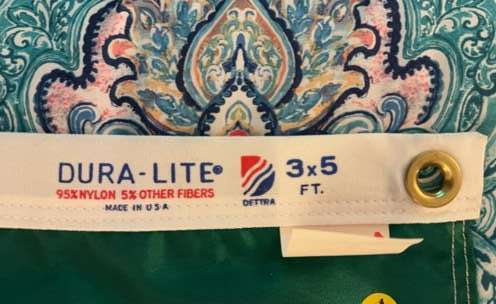 DURA-LITE®
95% NYLON 5% OTHER FIBERS
MADE IN USA
DETTRA
3x5
FT.